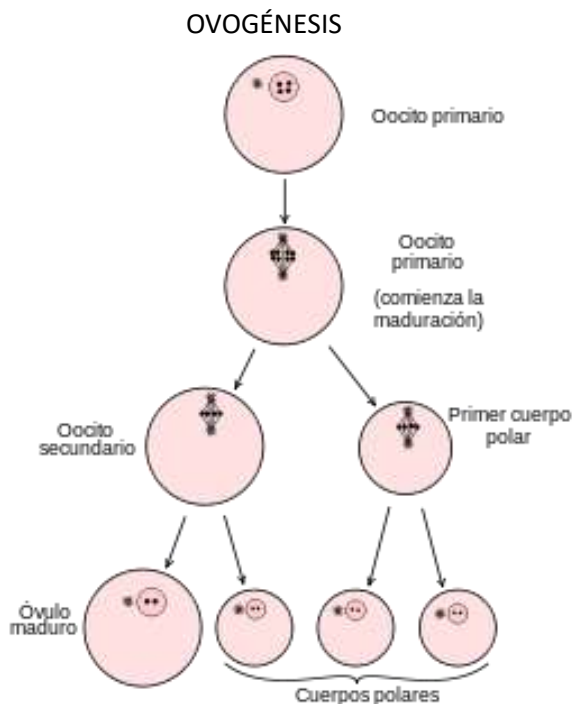 OVOGÉNESIS
Oocito primario
Oocito
primario
(comienza la
maduración)
Oocito
secundario
Primer cuerpo
polar
Óvulo
maduro
Cuerpos polares